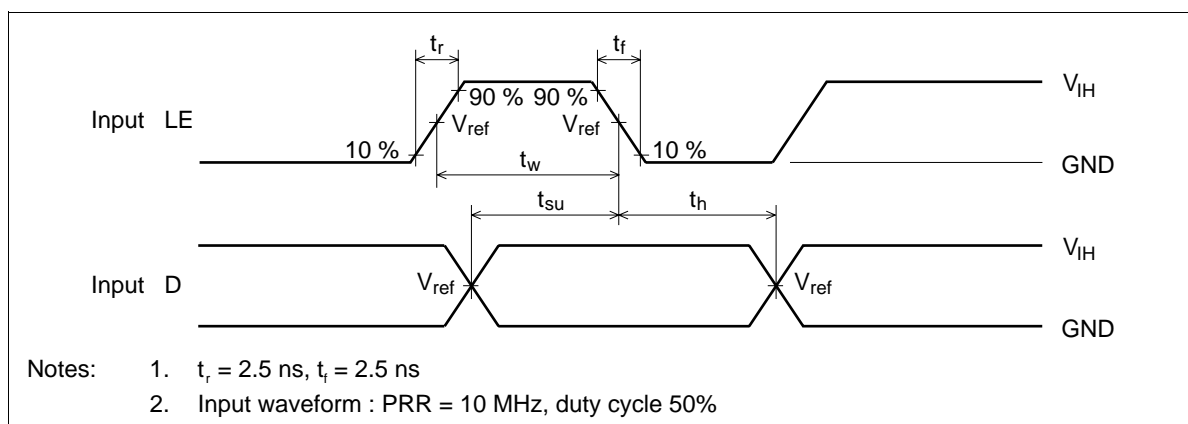 tr tf
VIH
90 % 90 %
Input LE Vref Vref
10 % 10 %
tw GND
tsu th
VIH
Input D Vref Vref
GND
Notes: 1. tr = 2.5 ns, tf = 2.5 ns
2. Input waveform : PRR = 10 MHz, duty cycle 50%